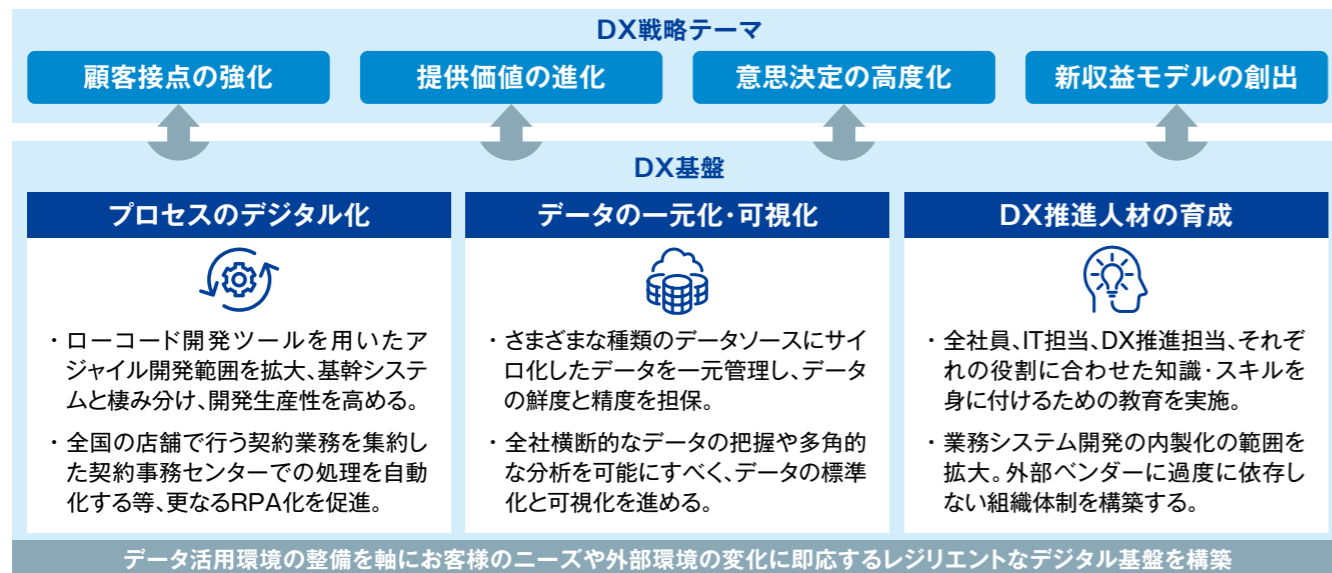 DX戦略テーマ
顧客接点の強化
提供価値の進化
意思決定の高度化
新収益モデルの創出
DX基盤
プロセスのデジタル化
・ローコード開発ツールを用いたア
ジャイル開発範囲を拡大、基幹システ
ムと棲み分け、開発生産性を高める。
・全国の店舗で行う契約業務を集約し
た契約事務センターでの処理を自動
化する等、更なるRPA化を促進。
データの一元化・可視化
・さまざまな種類のデータソースにサイ
ロ化したデータを一元管理し、データ
の鮮度と精度を担保。
・全社横断的なデータの把握や多角的
な分析を可能にすべく、データの標準
化と可視化を進める。
DX推進人材の育成
・全社員、IT担当、DX推進担当、それぞ
れの役割に合わせた知識・スキルを
身に付けるための教育を実施。
・業務システム開発の内製化の範囲を
拡大。外部ベンダーに過度に依存し
ない組織体制を構築する。
データ活用環境の整備を軸にお客様のニーズや外部環境の変化に即応するレジリエントなデジタル基盤を構築